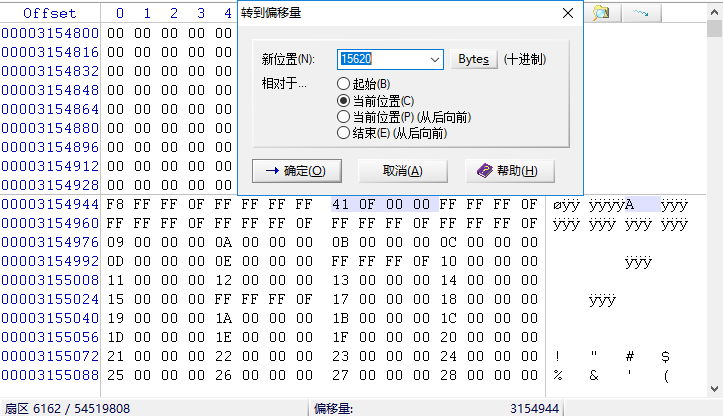 Offset 0 1 2 3 4
转到偏移量
00003154800 00 00 00 00 00
00003154816 00 00 00 00 00
00003154832 00 00 00 00 00
00003154848 00 00 00 00 00
00003154864 00 00 00 00 00
00003154880 00 00 00 00 00
00003154896 00 00 00 00 00
00003154912 00 00 00 00 00
00003154928 00 00 00 00 00
新位置(N): 15620 Bytes (十进制)
相对于...
起始(B)
当前位置(C)
当前位置(P) (从后向前)
结束(E) (从后向前)
确定(O) 取消(A) 帮助(H)
00003154944 F8 FF FF 0F FF FF FF FF 41 0F 00 00 FF FF FF 0F øÿÿ ÿÿÿÿA ÿÿÿ
00003154960 FF FF FF 0F FF FF FF 0F FF FF FF 0F FF FF FF 0F ÿÿÿ ÿÿÿ ÿÿÿ ÿÿÿ
00003154976 09 00 00 00 0A 00 00 00 0B 00 00 00 0C 00 00 00
00003154992 0D 00 00 00 0E 00 00 00 FF FF FF 0F 10 00 00 00 ÿÿÿ
00003155008 11 00 00 00 12 00 00 00 13 00 00 00 14 00 00 00
00003155024 15 00 00 00 FF FF FF 0F 17 00 00 00 18 00 00 00 ÿÿÿ
00003155040 19 00 00 00 1A 00 00 00 1B 00 00 00 1C 00 00 00
00003155056 1D 00 00 00 1E 00 00 00 1F 00 00 00 20 00 00 00
00003155072 21 00 00 00 22 00 00 00 23 00 00 00 24 00 00 00 ! " # $
00003155088 25 00 00 00 26 00 00 00 27 00 00 00 28 00 00 00 % & ' (
扇区 6162 / 54519808 偏移量: 3154944